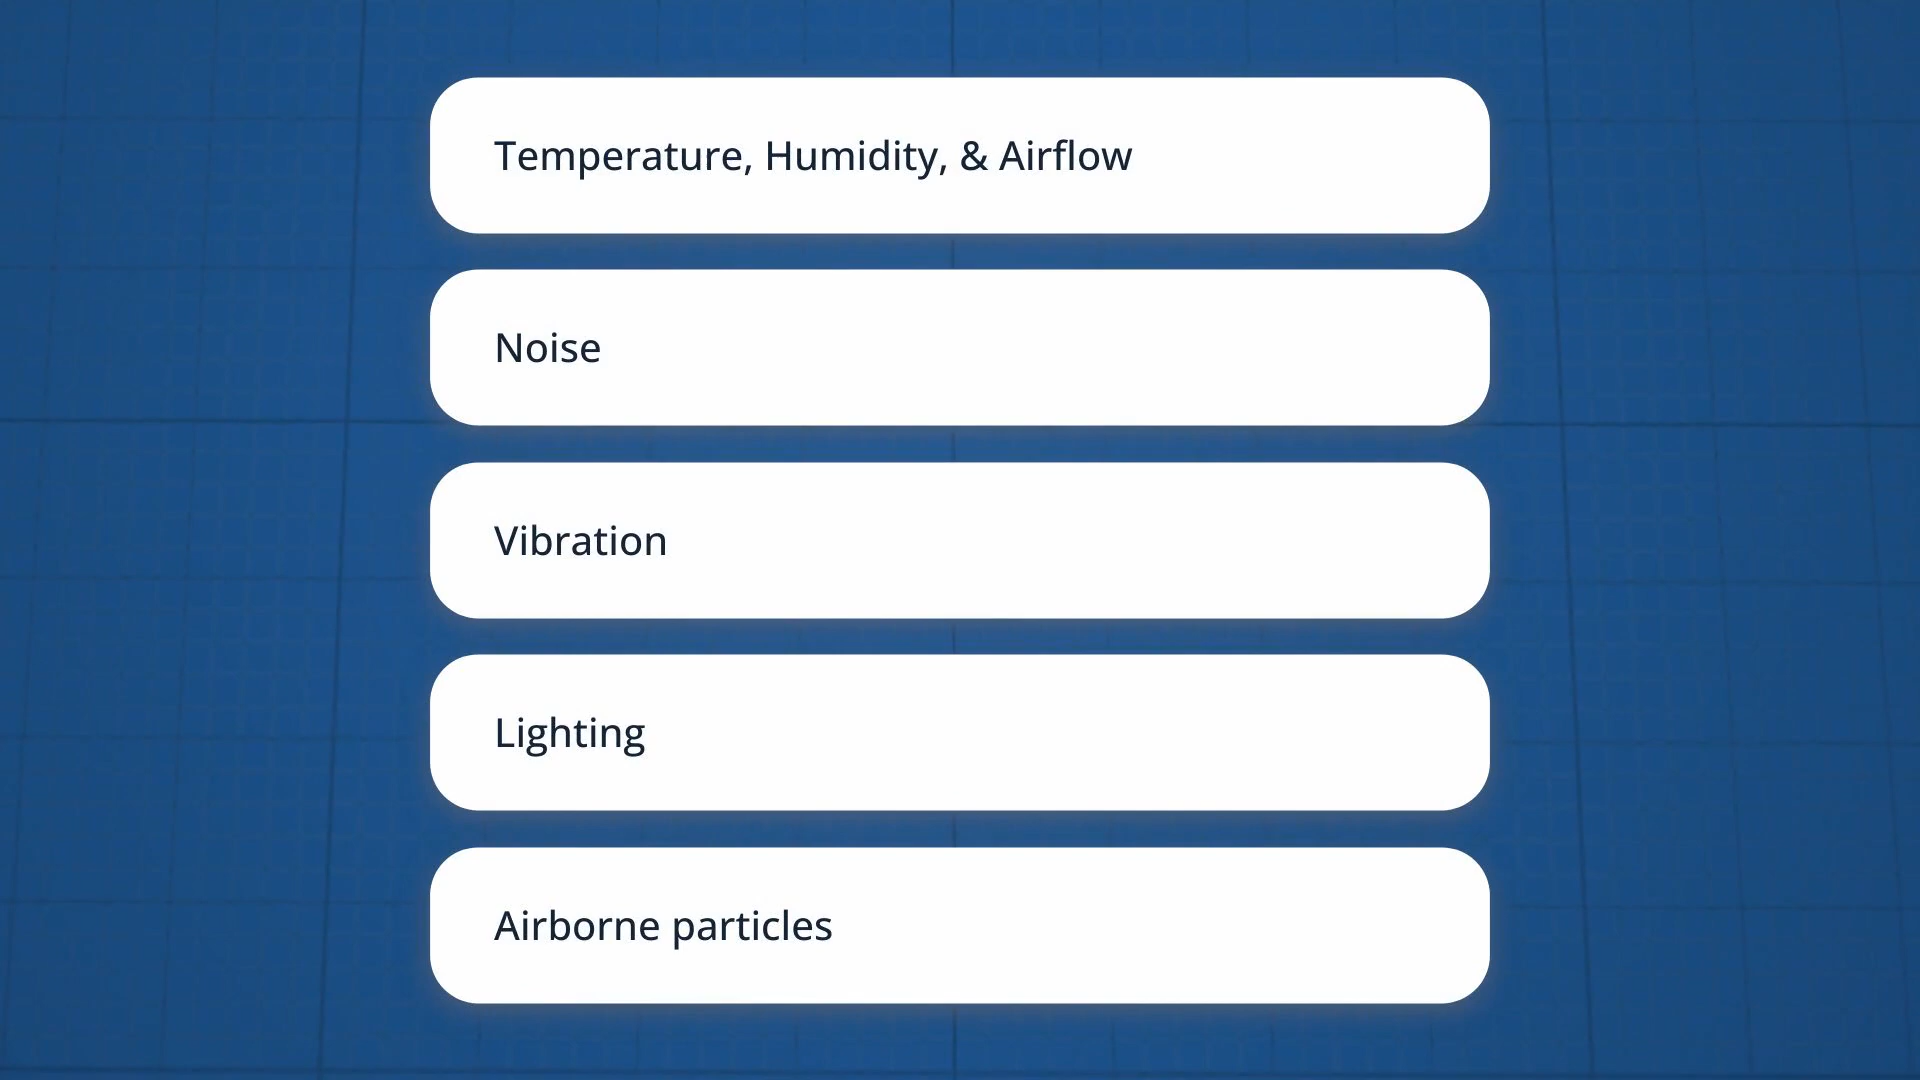 Temperature, Humidity, & Airflow
Noise
Vibration
Lighting
Airborne particles